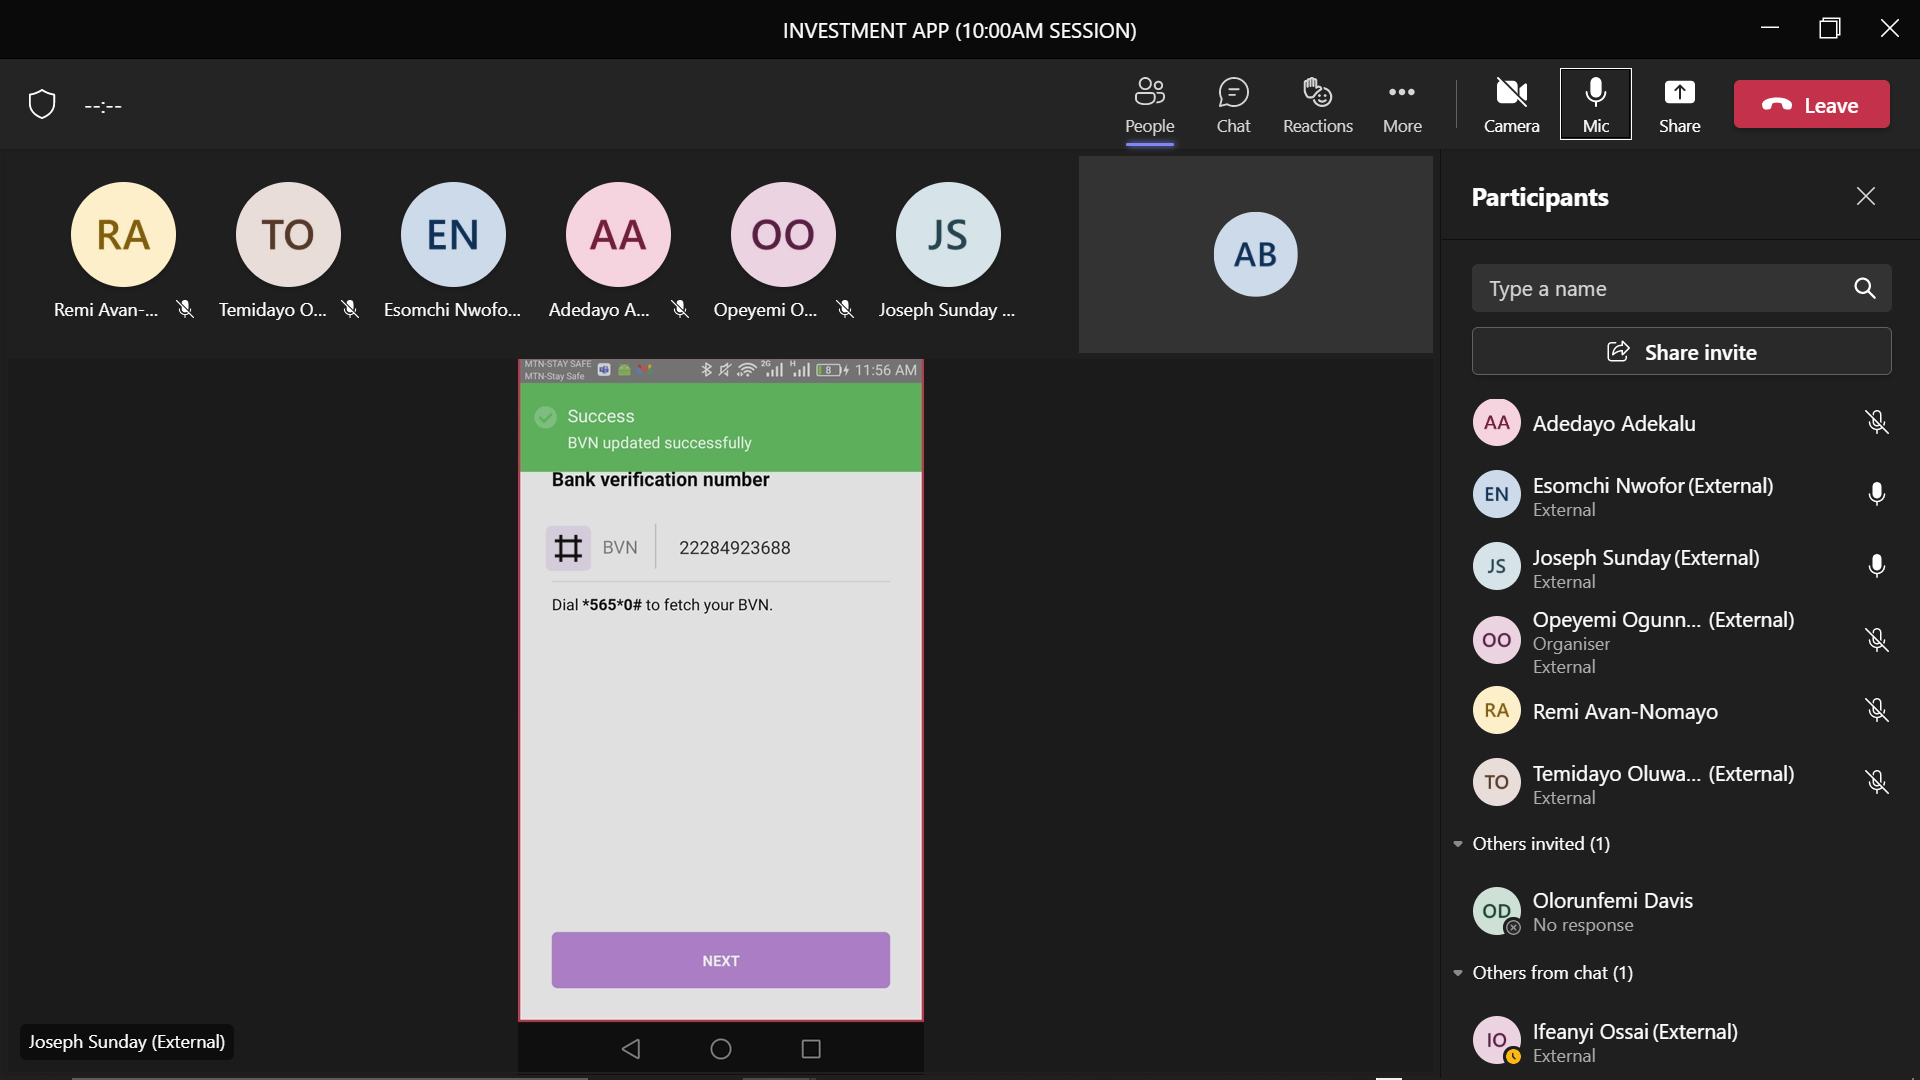 INVESTMENT APP (10:00AM SESSION)
--:--
People
Chat
Reactions
More
Camera
Mic
Share
Leave
RA
TO
EN
AA
OO
JS
AB
Remi Avan-...
Temidayo O...
Esomchi Nwofo...
Adedayo A...
Opeyemi O...
Joseph Sunday ...
MTN-STAY SAFE
MTN-Stay Safe
2G
H
8
11:56 AM
Success
BVN updated successfully
Bank verification number
BVN
22284923688
Dial *565*0# to fetch your BVN.
NEXT
Joseph Sunday (External)
Participants
Type a name
Share invite
AA
Adedayo Adekalu
EN
Esomchi Nwofor (External)
External
JS
Joseph Sunday (External)
External
OO
Opeyemi Ogunn... (External)
Organiser
External
RA
Remi Avan-Nomayo
TO
Temidayo Oluwa... (External)
External
Others invited (1)
OD
Olorunfemi Davis
No response
Others from chat (1)
IO
Ifeanyi Ossai (External)
External